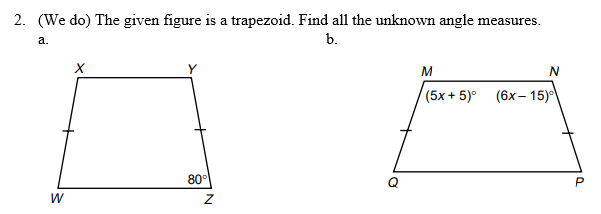 2. (We do) The given figure is a trapezoid. Find all the unknown angle measures.
a. b.
X Y M N
(5x + 5)° (6x – 15)°
80° Q P
W Z